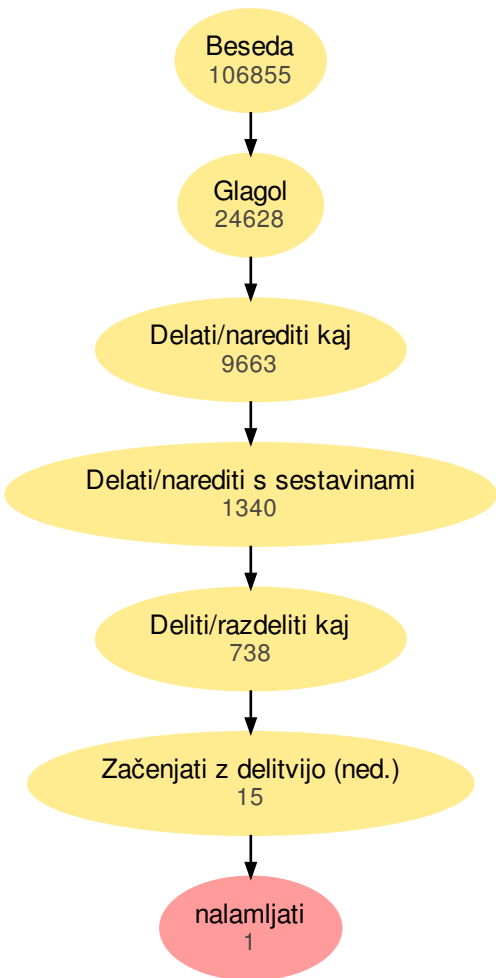 Beseda
106855
Glagol
24628
Delati/narediti kaj
9663
Delati/narediti s sestavinami
1340
Deliti/razdeliti kaj
738
Začenjati z delitvijo (ned.)
15
nalamljati
1